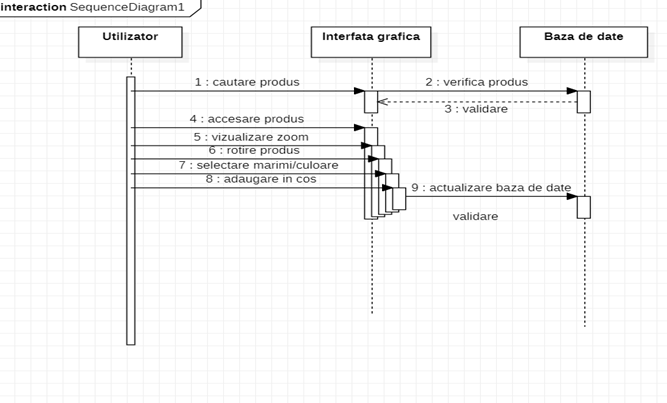 interaction SequenceDiagram1
Utilizator
Interfata grafica
Baza de date
1 : cautare produs
2 : verifica produs
3 : validare
4 : accesare produs
5 : vizualizare zoom
6 : rotire produs
7 : selectare marimi/culoare
8 : adaugare in cos
9 : actualizare baza de date
validare